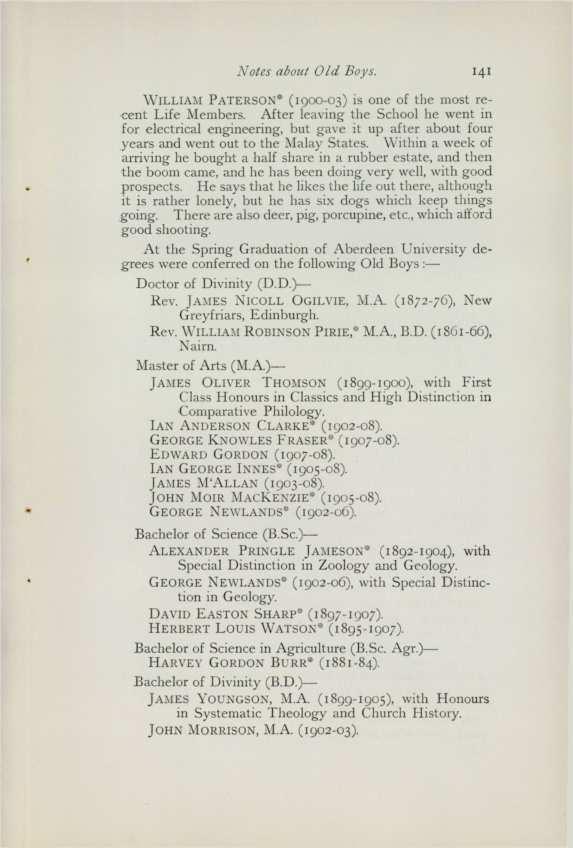 Notes about Old Boys. 141
WILLIAM PATERSON* (1900-03) is one of the most re-
cent Life Members. After leaving the School he went in
for electrical engineering, but gave it up after about four
years and went out to the Malay States. Within a week of
arriving he bought a half share in a rubber estate, and then
the boom came, and he has been doing very well, with good
prospects. He says that he likes the life out there, although
it is rather lonely, but he has six dogs which keep things
going. There are also deer, pig, porcupine, etc., which afford
good shooting.
At the Spring Graduation of Aberdeen University de-
grees were conferred on the following Old Boys :—
Doctor of Divinity (D.D.)—
Rev. JAMES NICOLL OGILVIE, M.A. (1872-76), New
Greyfriars, Edinburgh.
Rev. WILLIAM ROBINSON PIRIE,* M.A., B.D. (1861-66),
Nairn.
Master of Arts (M.A.)—
JAMES OLIVER THOMSON (1899-1900), with First
Class Honours in Classics and High Distinction in
Comparative Philology.
IAN ANDERSON CLARKE* (1902-08).
GEORGE KNOWLES FRASER* (1907-08).
EDWARD GORDON (1907-08).
IAN GEORGE INNES* (1905-08).
JAMES M'ALLAN (1903-08).
JOHN MOIR MACKENZIE* (1905-08).
GEORGE NEWLANDS* (1902-06).
Bachelor of Science (B.Sc.)—
ALEXANDER PRINGLE JAMESON* (1892-1904), with
Special Distinction in Zoology and Geology.
GEORGE NEWLANDS* (1902-06), with Special Distinc-
tion in Geology.
DAVID EASTON SHARP* (1897-1907).
HERBERT LOUIS WATSON* (1895-1907).
Bachelor of Science in Agriculture (B.Sc. Agr.)—
HARVEY GORDON BURR* (1881-84).
Bachelor of Divinity (B.D.)—
JAMES YOUNGSON, M.A. (1899-1905), with Honours
in Systematic Theology and Church History.
JOHN MORRISON, M.A. (1902-03).